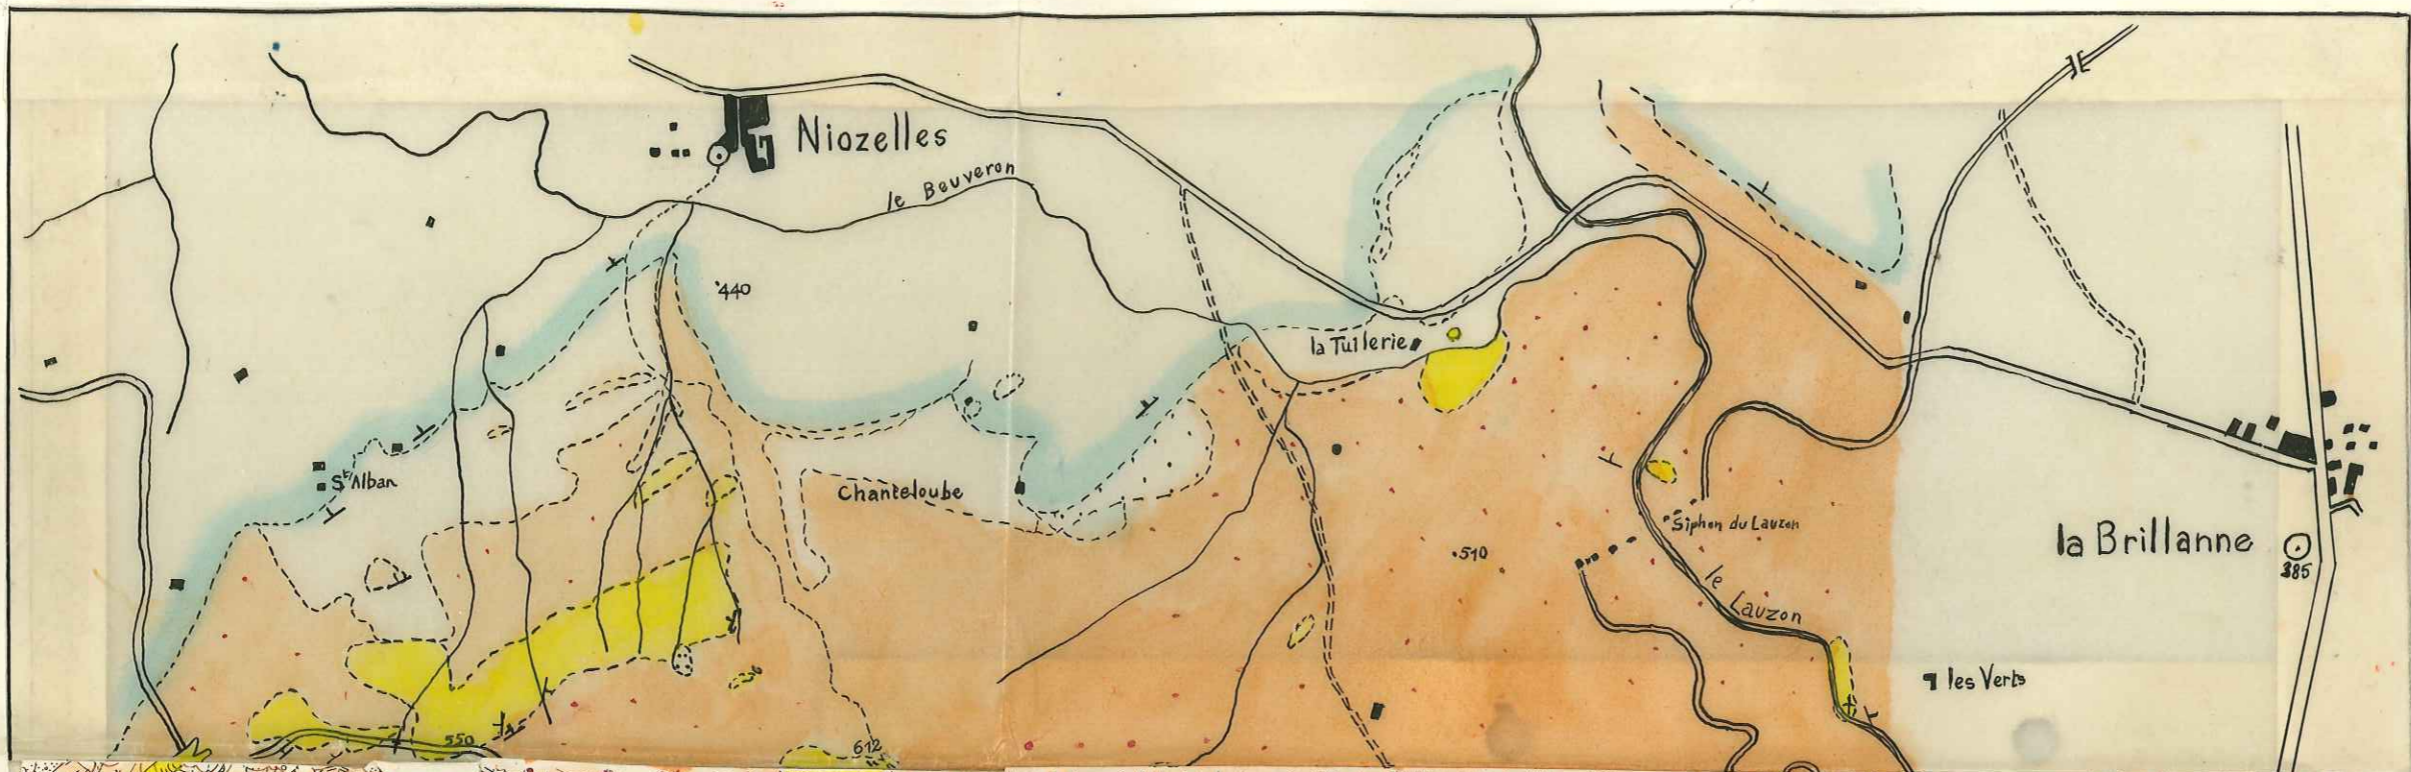 Niozelles
le Beuveron
440
la Tuilerie
St Alban
Chanteloube
Siphon du Lauzon
510
la Brillanne
385
le Lauzon
les Verts
550
612